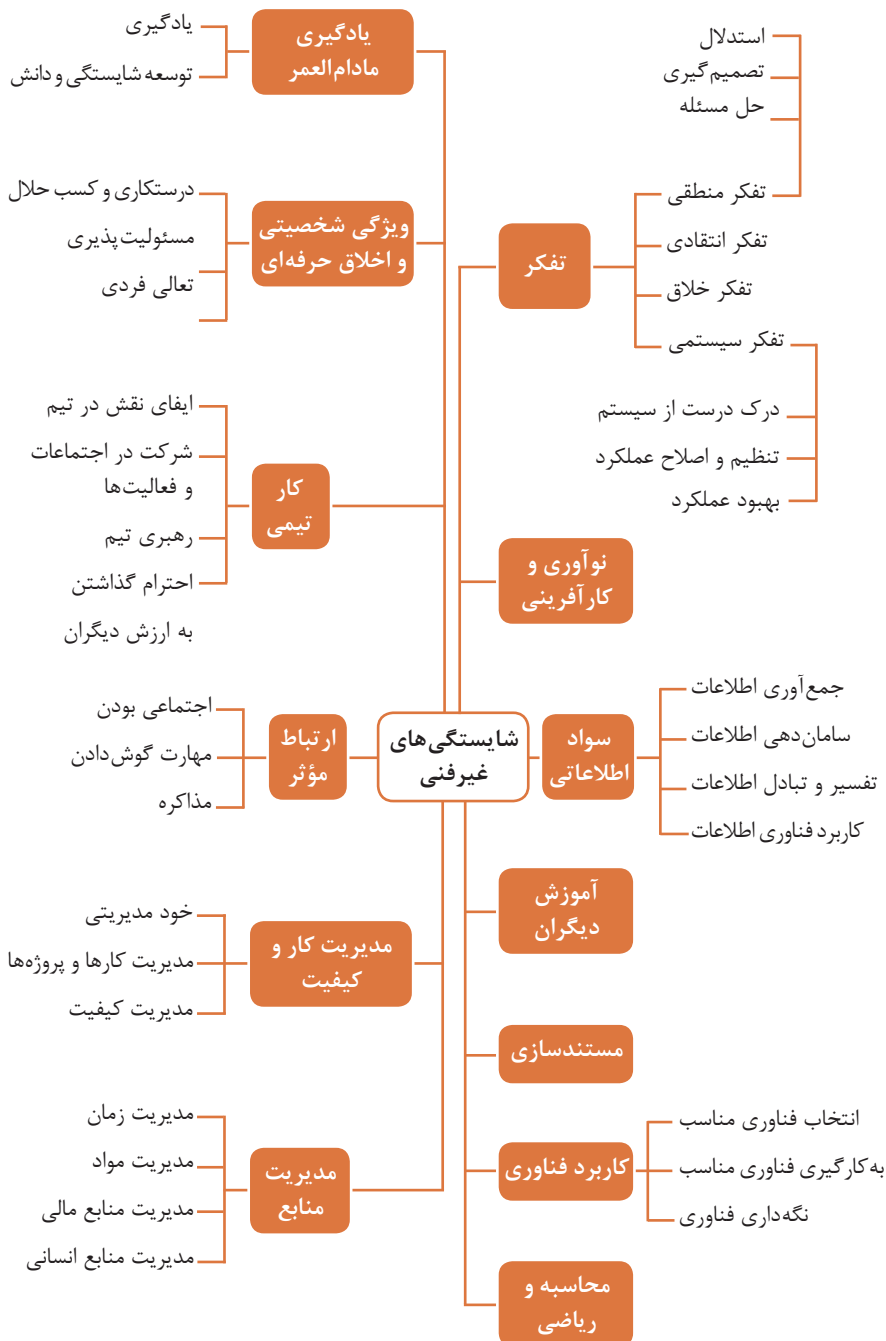 شایستگی‌های
غیرفنی
تفکر
استدلال
تصمیم‌گیری
حل مسئله
تفکر منطقی
تفکر انتقادی
تفکر خلاق
تفکر سیستمی
درک درست از سیستم
تنظیم و اصلاح عملکرد
بهبود عملکرد
نوآوری و
کارآفرینی
سواد
اطلاعاتی
جمع‌آوری اطلاعات
سامان‌دهی اطلاعات
تفسیر و تبادل اطلاعات
کاربرد فناوری اطلاعات
آموزش
دیگران
مستندسازی
کاربرد فناوری
انتخاب فناوری مناسب
به‌کارگیری فناوری مناسب
نگه‌داری فناوری
محاسبه و
ریاضی
یادگیری
مادام‌العمر
یادگیری
توسعه شایستگی و دانش
ویژگی شخصیتی
و اخلاق حرفه‌ای
درستکاری و کسب حلال
مسئولیت‌پذیری
تعالی فردی
کار
تیمی
ایفای نقش در تیم
شرکت در اجتماعات
و فعالیت‌ها
رهبری تیم
احترام گذاشتن
به ارزش دیگران
ارتباط
مؤثر
اجتماعی بودن
مهارت گوش‌دادن
مذاکره
مدیریت کار و
کیفیت
خود مدیریتی
مدیریت کارها و پروژه‌ها
مدیریت کیفیت
مدیریت
منابع
مدیریت زمان
مدیریت مواد
مدیریت منابع مالی
مدیریت منابع انسانی